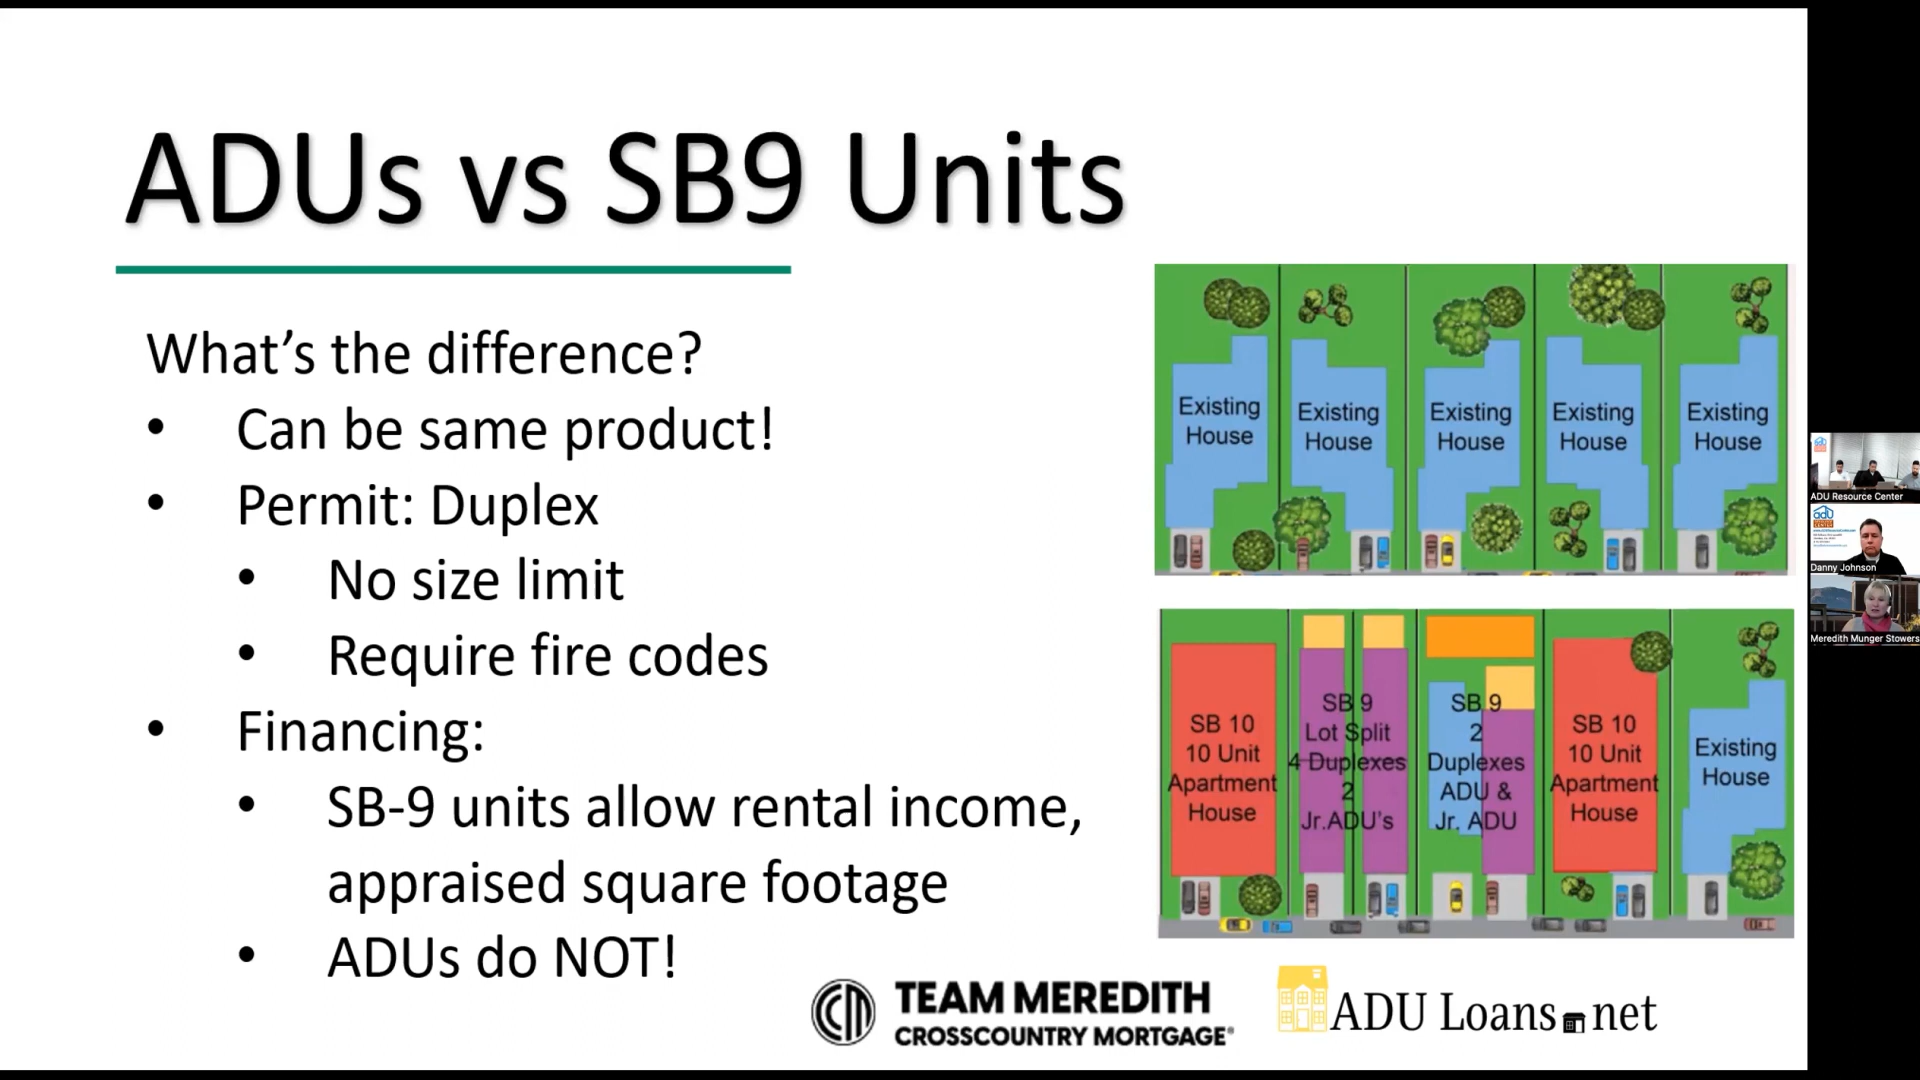 ADUs vs SB9 Units
What's the difference?
• Can be same product!
• Permit: Duplex
• No size limit
• Require fire codes
• Financing:
• SB-9 units allow rental income,
appraised square footage
• ADUs do NOT!
Existing
House
Existing
House
Existing
House
Existing
House
Existing
House
SB 10
10 Unit
Apartment
House
SB 9
Lot Split
4 Duplexes
2
Jr.ADU's
SB 9
2
Duplexes
ADU &
Jr. ADU
SB 10
10 Unit
Apartment
House
Existing
House
TEAM MEREDITH
CROSSCOUNTRY MORTGAGE®
ADU Loans.net
ADU Resource Center
adU
Danny Johnson
Meredith Munger Stowers